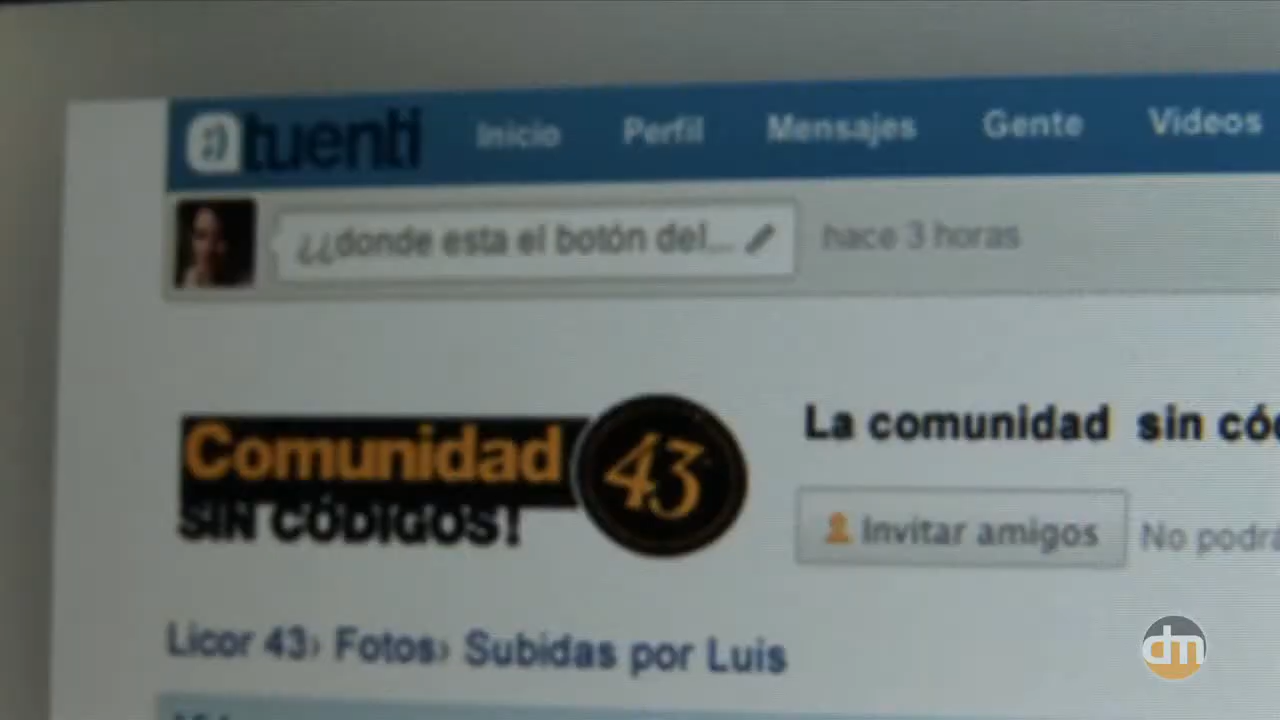 tuenti Inicio Perfil Mensajes Gente Videos
¿¿donde esta el botón del... hace 3 horas
Comunidad 43
SIN CÓDIGOS!
La comunidad sin có
Invitar amigos No podrá
Licor 43› Fotos› Subidas por Luis
dm